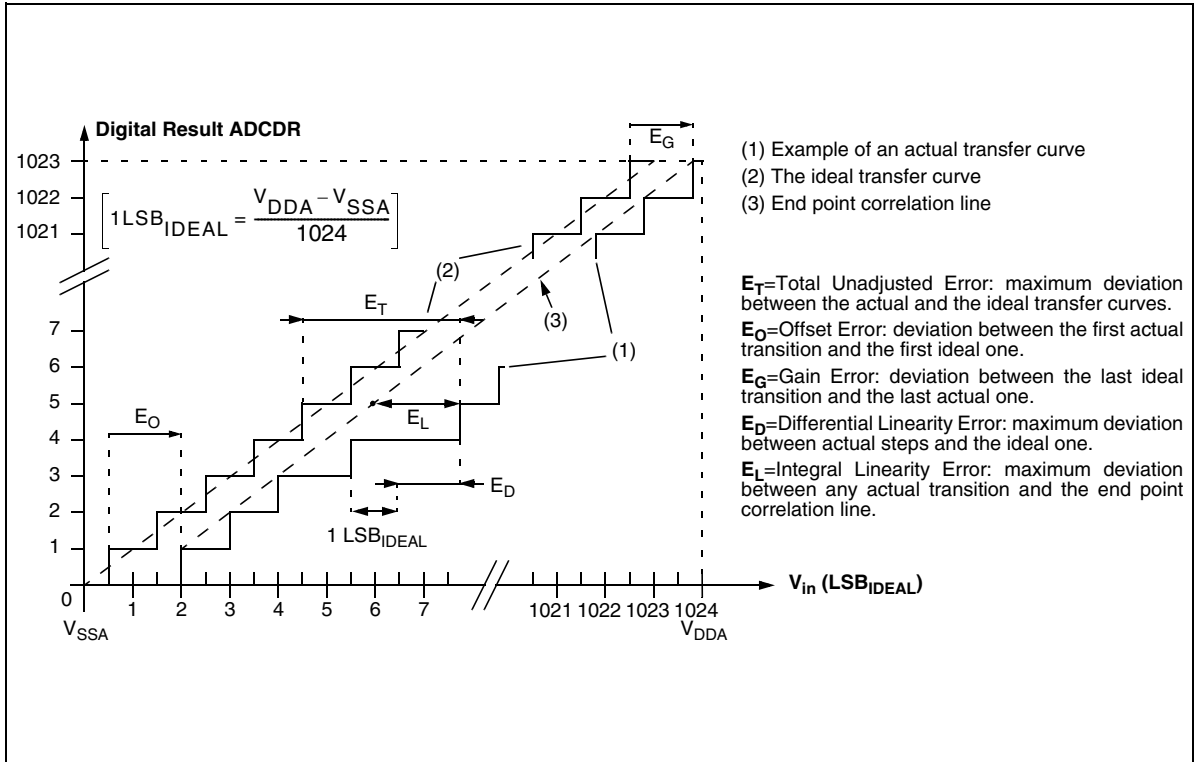 Digital Result ADCDR
E_G
1023
1022
1021
1LSB_IDEAL = V_DDA – V_SSA / 1024
(1) Example of an actual transfer curve
(2) The ideal transfer curve
(3) End point correlation line
(2)
E_T
(3)
(1)
7
6
5
4
3
2
1
0
E_O
E_L
E_D
1 LSB_IDEAL
E_T=Total Unadjusted Error: maximum deviation
between the actual and the ideal transfer curves.
E_O=Offset Error: deviation between the first actual
transition and the first ideal one.
E_G=Gain Error: deviation between the last ideal
transition and the last actual one.
E_D=Differential Linearity Error: maximum deviation
between actual steps and the ideal one.
E_L=Integral Linearity Error: maximum deviation
between any actual transition and the end point
correlation line.
V_in (LSB_IDEAL)
1 2 3 4 5 6 7 1021 1022 1023 1024
V_SSA
V_DDA